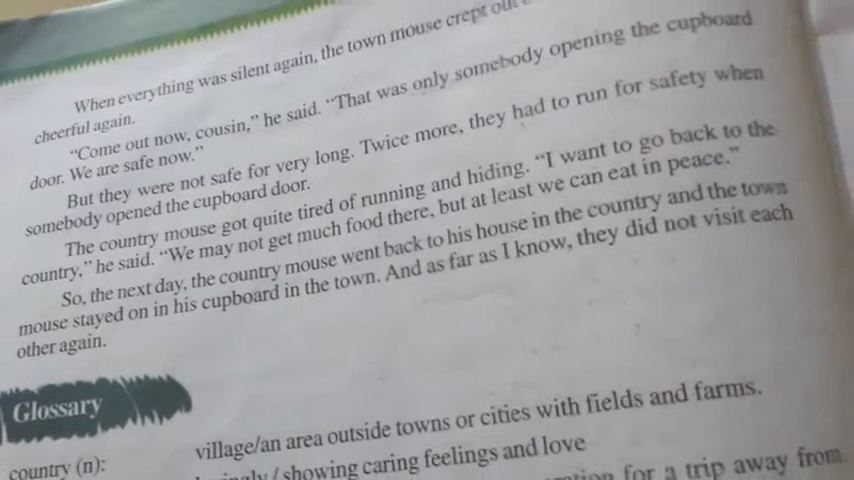 When everything was silent again, the town mouse crept out
cheerful again.
"Come out now, cousin," he said. "That was only somebody opening the cupboard
door. We are safe now."
But they were not safe for very long. Twice more, they had to run for safety when
somebody opened the cupboard door.
The country mouse got quite tired of running and hiding. "I want to go back to the
country," he said. "We may not get much food there, but at least we can eat in peace."
So, the next day, the country mouse went back to his house in the country and the town
mouse stayed on in his cupboard in the town. And as far as I know, they did not visit each
other again.
Glossary
country (n):
village/an area outside towns or cities with fields and farms.
/ showing caring feelings and love
for a trip away from